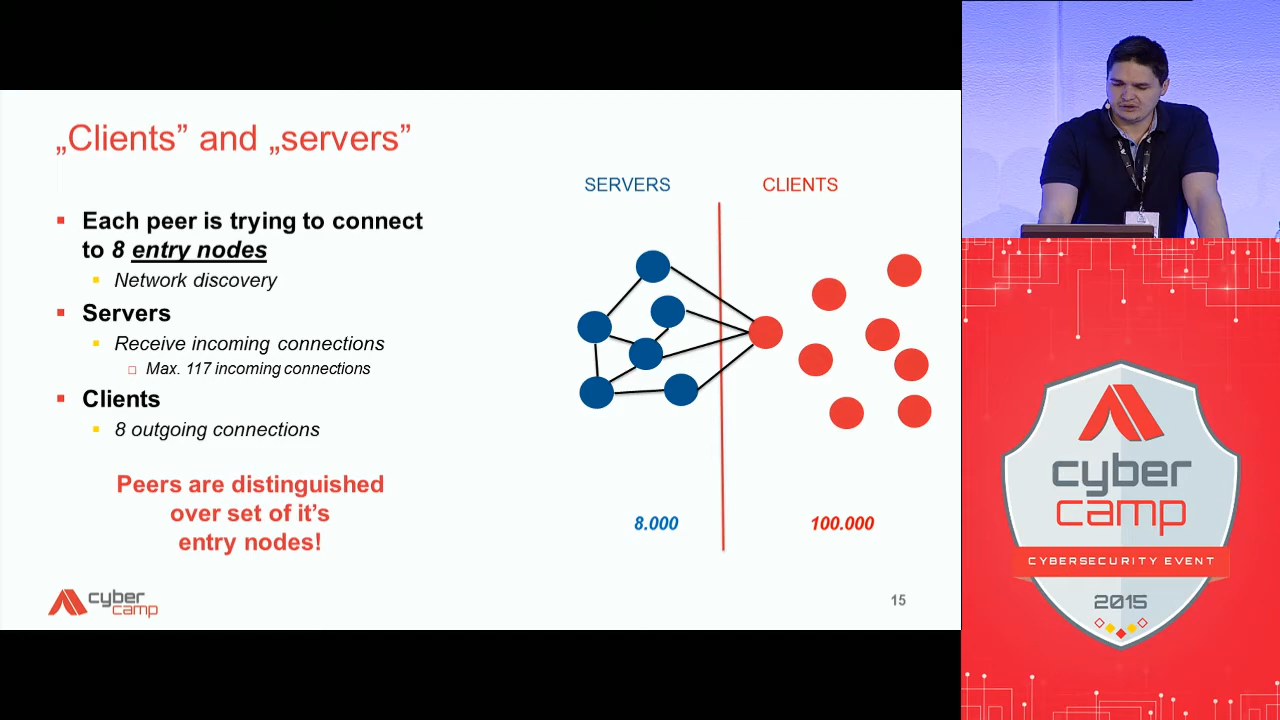 „Clients” and „servers”
Each peer is trying to connect
to 8 entry nodes
Network discovery
Servers
Receive incoming connections
Max. 117 incoming connections
Clients
8 outgoing connections
Peers are distinguished
over set of it’s
entry nodes!
SERVERS
CLIENTS
8.000
100.000
cyber
camp
15
cyber
camp
CYBERSECURITY EVENT
2015